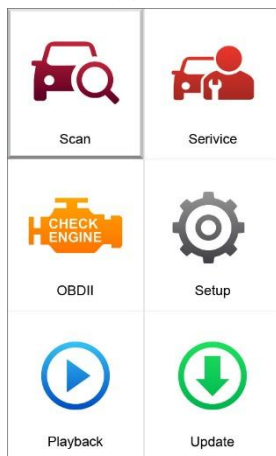 Scan
Serivice
CHECK
ENGINE
OBDII
Setup
Playback
Update